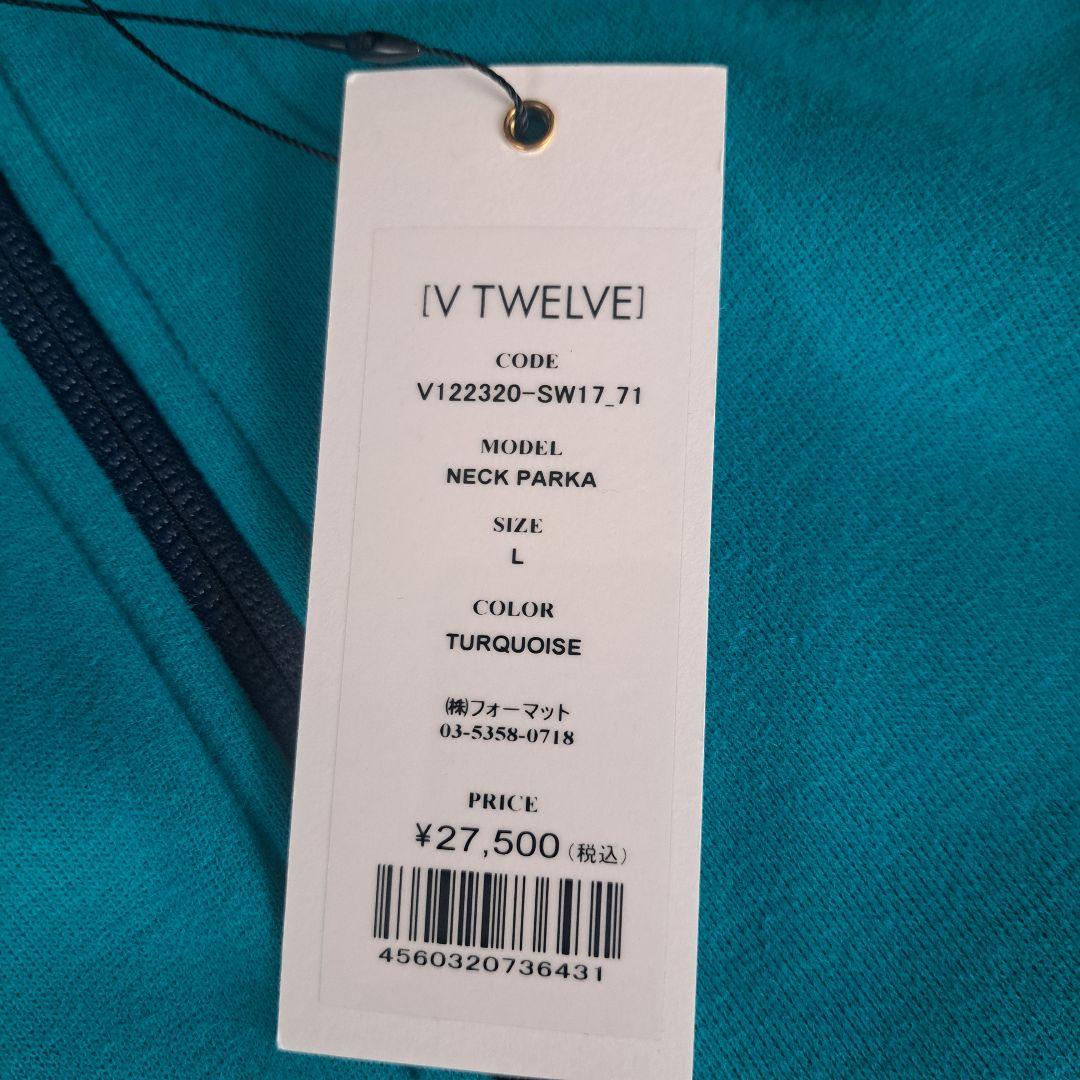 [V TWELVE]
CODE
V122320-SW17_71
MODEL
NECK PARKA
SIZE
L
COLOR
TURQUOISE
㈱フォーマット
03-5358-0718
PRICE
¥27,500(税込)
4560320736431